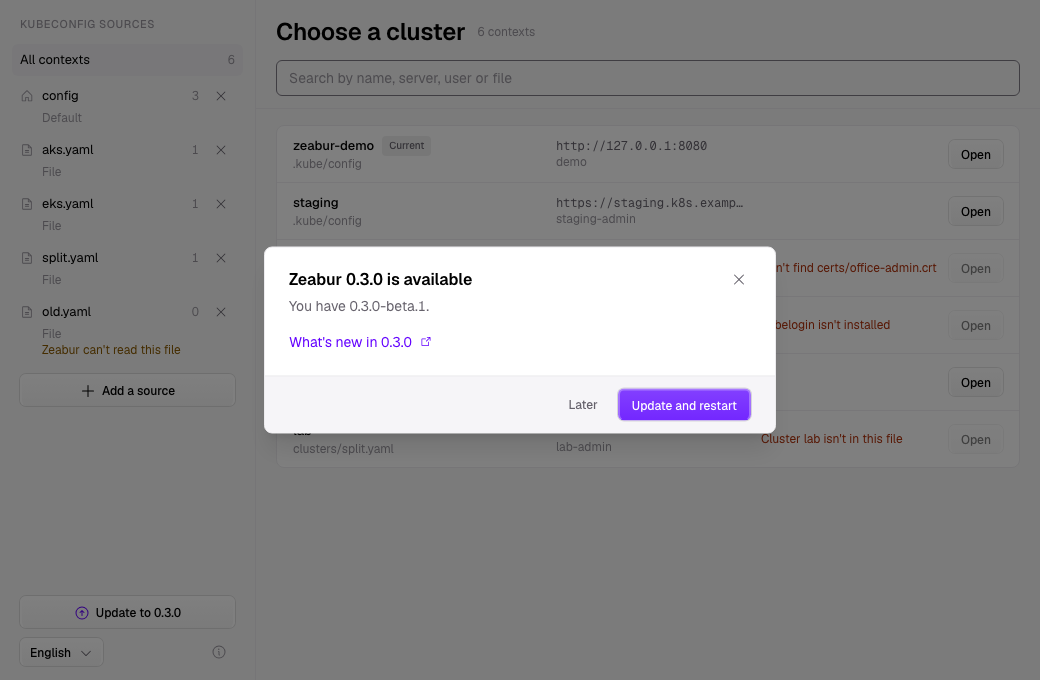 KUBECONFIG SOURCES
All contexts 6
config 3
Default
aks.yaml 1
File
eks.yaml 1
File
split.yaml 1
File
old.yaml 0
File
Zeabur can't read this file
Add a source
Update to 0.3.0
English
Choose a cluster 6 contexts
Search by name, server, user or file
zeabur-demo Current http://127.0.0.1:8080 Open
.kube/config demo
staging https://staging.k8s.examp… Open
.kube/config staging-admin
find certs/office-admin.crt Open
isn't installed Open
Open
Cluster lab isn't in this file Open
clusters/split.yaml lab-admin
Zeabur 0.3.0 is available
You have 0.3.0-beta.1.
What's new in 0.3.0
Later Update and restart